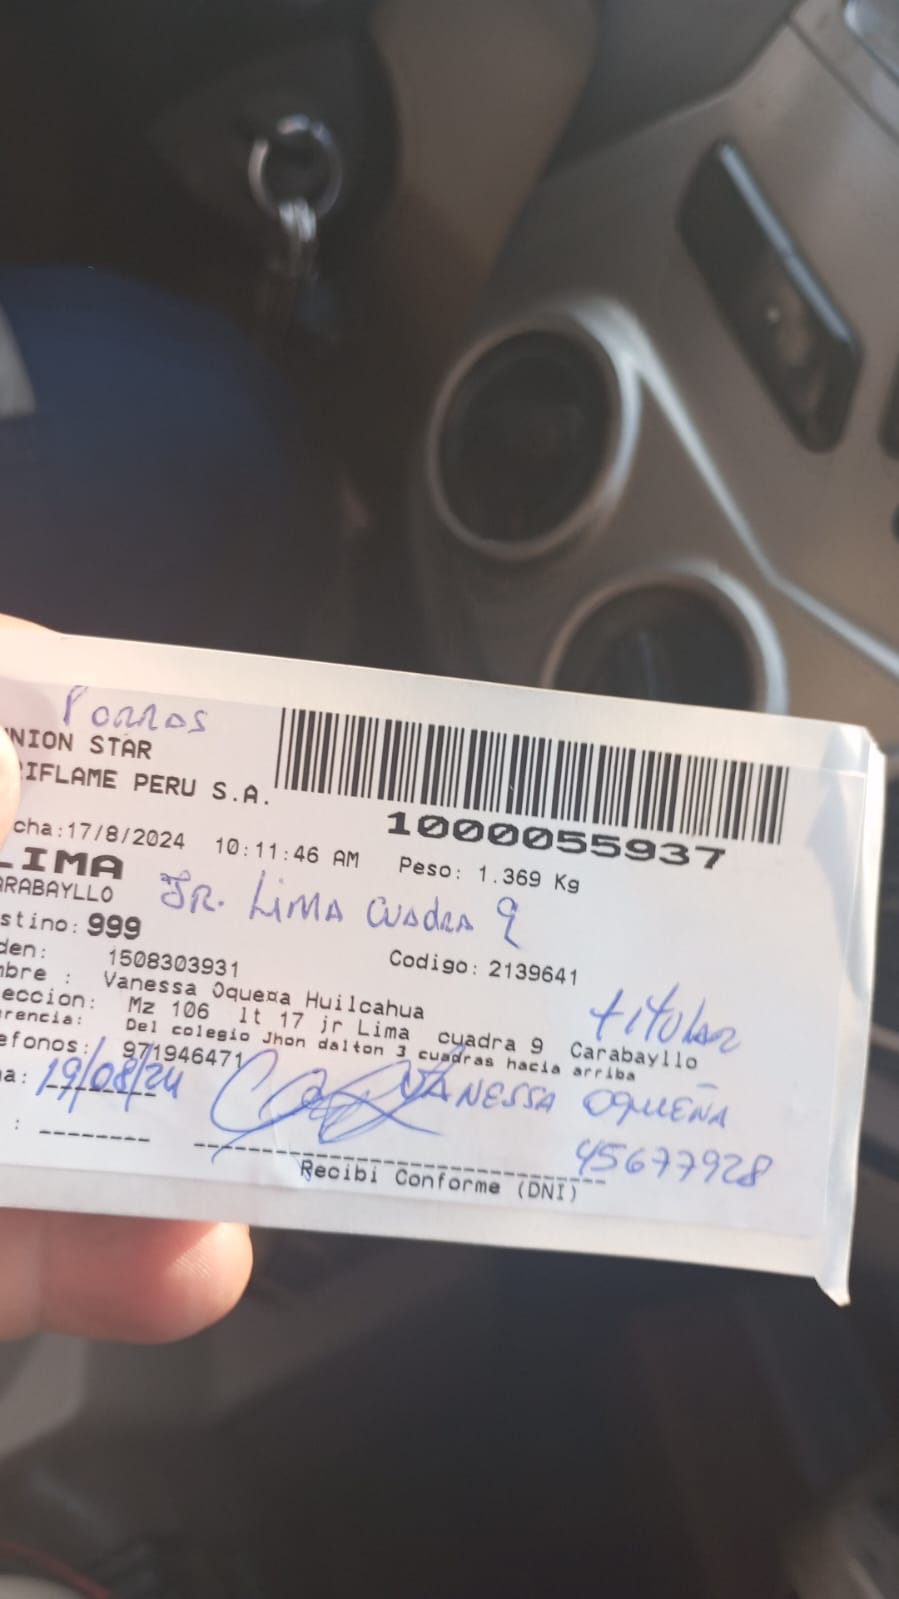 Porras
NION STAR
IFLAME PERU S.A.
1000055937
cha:17/8/2024 10:11:46 AM Peso: 1.369 Kg
LIMA
ARABAYLLO JR. LIMA CUADRA 9
stino: 999
den: 1508303931 Codigo: 2139641
mbre : Vanessa Oqueña Huilcahua
eccion: Mz 106 lt 17 jr Lima cuadra 9 Carabayllo
erencia: Del colegio Jhon dalton 3 cuadras hacia arriba
efonos: 971946471
titular
a: 19/08/24 VANESSA OQUEÑA
45677928
: --------
Recibi Conforme (DNI)